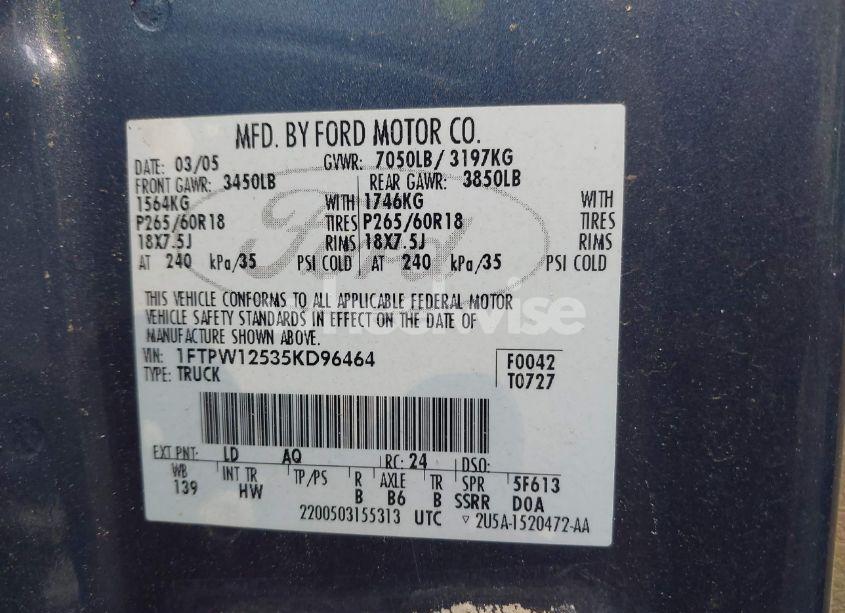 MFD. BY FORD MOTOR CO.
DATE: 03/05 GVWR: 7050LB/ 3197KG
FRONT GAWR: 3450LB REAR GAWR: 3850LB
1564KG WITH 1746KG WITH
P265/60R18 TIRES P265/60R18 TIRES
18X7.5J RIMS 18X7.5J RIMS
AT 240 kPa/35 PSI COLD AT 240 kPa/35 PSI COLD
Ford
THIS VEHICLE CONFORMS TO ALL APPLICABLE FEDERAL MOTOR
VEHICLE SAFETY STANDARDS IN EFFECT ON THE DATE OF
MANUFACTURE SHOWN ABOVE.
VIN: 1FTPW12535KD96464 F0042
TYPE: TRUCK T0727
EXT PNT: LD AQ RC: 24 DSO:
WB INT TR TP/PS R AXLE TR SPR 5F613
139 HW B B6 B SSRR D0A
2200503155313 UTC ▽ 2U5A-1520472-AA